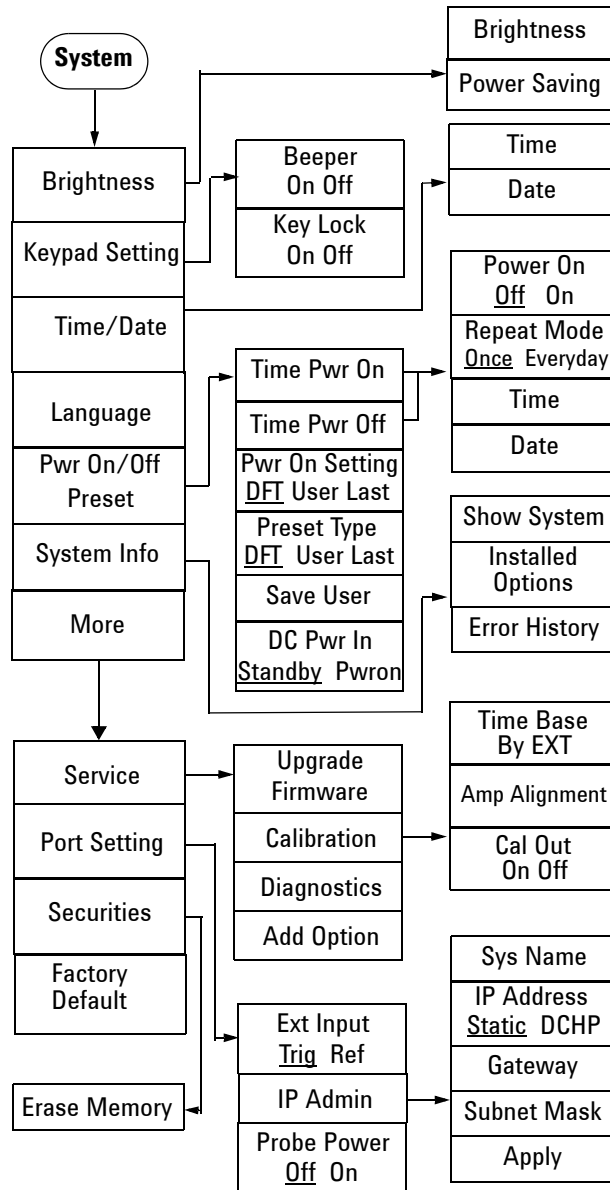 System
Brightness
Keypad Setting
Time/Date
Language
Pwr On/Off
Preset
System Info
More
Brightness
Power Saving
Beeper
On Off
Key Lock
On Off
Time
Date
Time Pwr On
Time Pwr Off
Pwr On Setting
DFT User Last
Preset Type
DFT User Last
Save User
DC Pwr In
Standby Pwron
Power On
Off On
Repeat Mode
Once Everyday
Time
Date
Show System
Installed
Options
Error History
Service
Port Setting
Securities
Factory
Default
Erase Memory
Upgrade
Firmware
Calibration
Diagnostics
Add Option
Time Base
By EXT
Amp Alignment
Cal Out
On Off
Ext Input
Trig Ref
IP Admin
Probe Power
Off On
Sys Name
IP Address
Static DCHP
Gateway
Subnet Mask
Apply